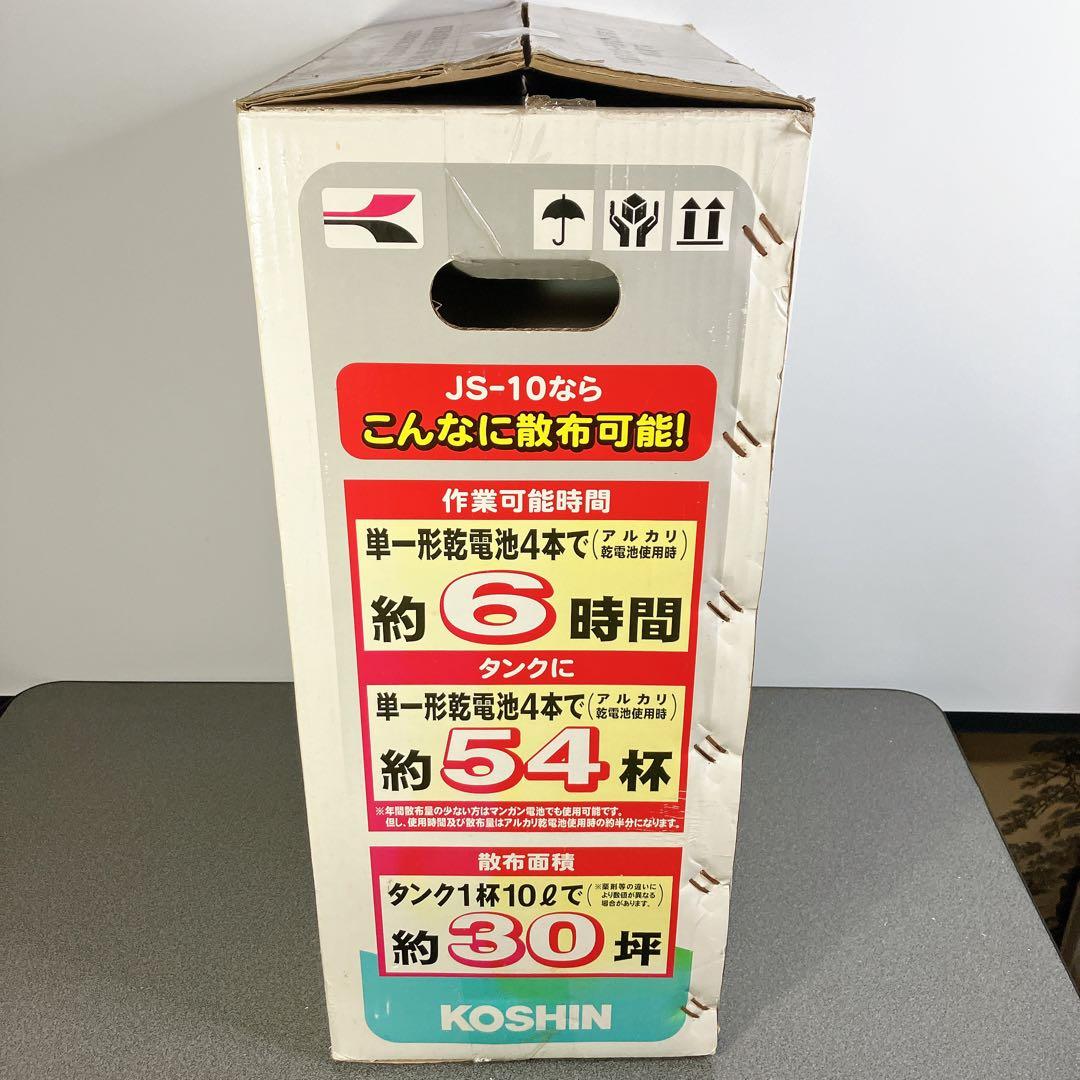 JS-10なら
こんなに散布可能!
作業可能時間
単一形乾電池4本で(アルカリ乾電池使用時)
約6時間
タンクに
単一形乾電池4本で(アルカリ乾電池使用時)
約54杯
※年間散布量の少ない方はマンガン電池でも使用可能です。
但し、使用時間及び散布量はアルカリ乾電池使用時の約半分になります。
散布面積
タンク1杯10ℓで(※薬剤等の違いにより数値が異なる場合があります。)
約30坪
KOSHIN